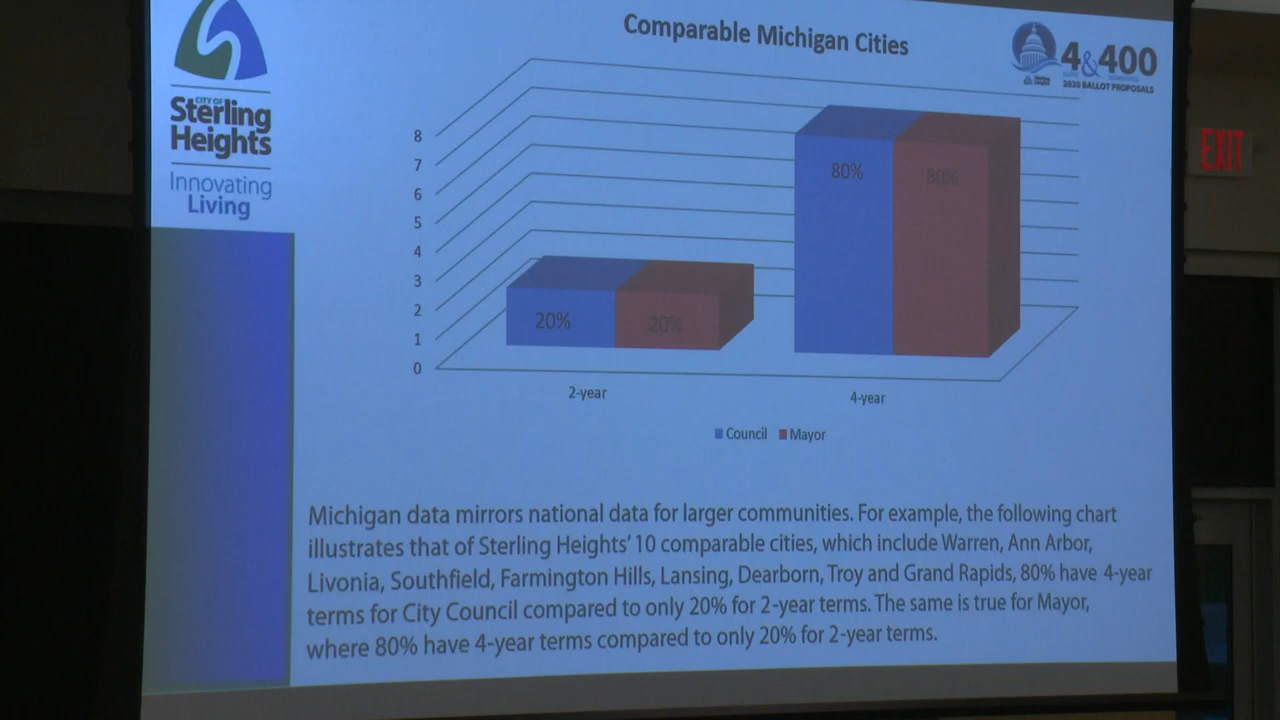 Comparable Michigan Cities
4&400
2020 BALLOT PROPOSALS
Sterling
Heights
CITY OF
Sterling
Heights
Innovating
Living
EXIT
8
7
6
5
4
3
2
1
0
80%
80%
20%
20%
2-year
4-year
Council
Mayor
Michigan data mirrors national data for larger communities. For example, the following chart
illustrates that of Sterling Heights' 10 comparable cities, which include Warren, Ann Arbor,
Livonia, Southfield, Farmington Hills, Lansing, Dearborn, Troy and Grand Rapids, 80% have 4-year
terms for City Council compared to only 20% for 2-year terms. The same is true for Mayor,
where 80% have 4-year terms compared to only 20% for 2-year terms.